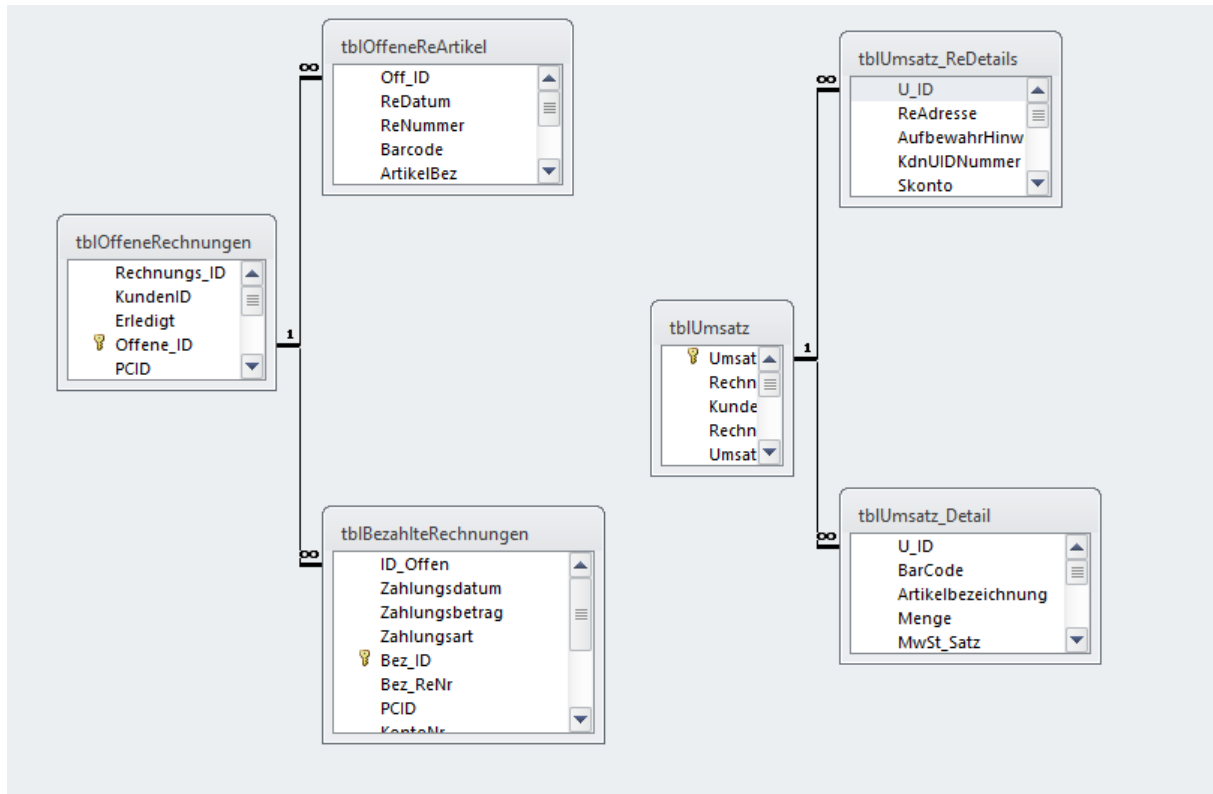 tblOffeneReArtikel
Off_ID
ReDatum
ReNummer
Barcode
ArtikelBez
∞
tblOffeneRechnungen
Rechnungs_ID
KundenID
Erledigt
Offene_ID
PCID
1
tblBezahlteRechnungen
∞
ID_Offen
Zahlungsdatum
Zahlungsbetrag
Zahlungsart
Bez_ID
Bez_ReNr
PCID
KontoNr
tblUmsatz_ReDetails
∞
U_ID
ReAdresse
AufbewahrHinw
KdnUIDNummer
Skonto
tblUmsatz
Umsat
Rechn
Kunde
Rechn
Umsat
1
tblUmsatz_Detail
∞
U_ID
BarCode
Artikelbezeichnung
Menge
MwSt_Satz